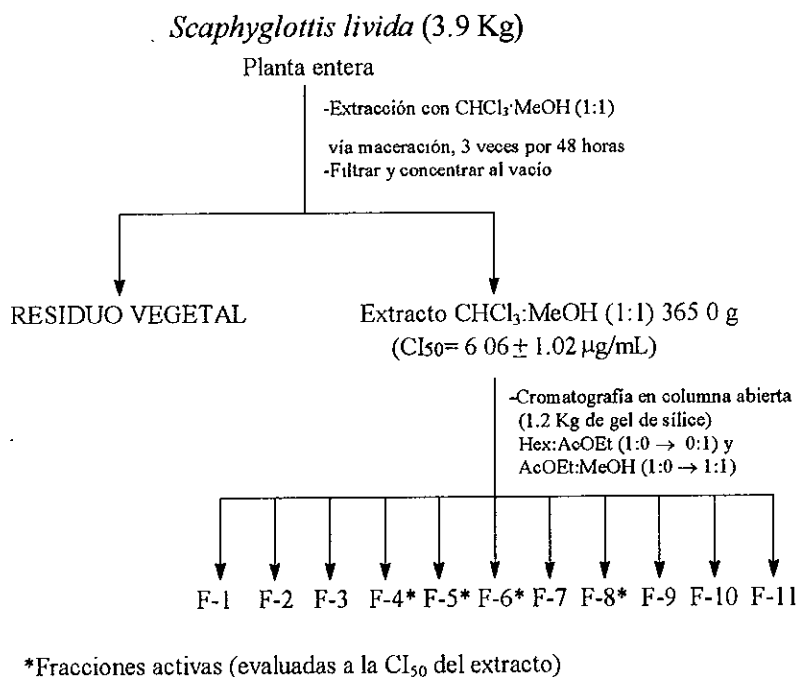 Scaphyglottis livida (3.9 Kg)
Planta entera
-Extracción con CHCl₃·MeOH (1:1)
vía maceración, 3 veces por 48 horas
-Filtrar y concentrar al vacío
RESIDUO VEGETAL
Extracto CHCl₃:MeOH (1:1) 365 0 g
(CI₅₀= 6 06 ± 1.02 µg/mL)
-Cromatografía en columna abierta
(1.2 Kg de gel de sílice)
Hex:AcOEt (1:0 → 0:1) y
AcOEt:MeOH (1:0 → 1:1)
F-1 F-2 F-3 F-4* F-5* F-6* F-7 F-8* F-9 F-10 F-11
*Fracciones activas (evaluadas a la CI₅₀ del extracto)